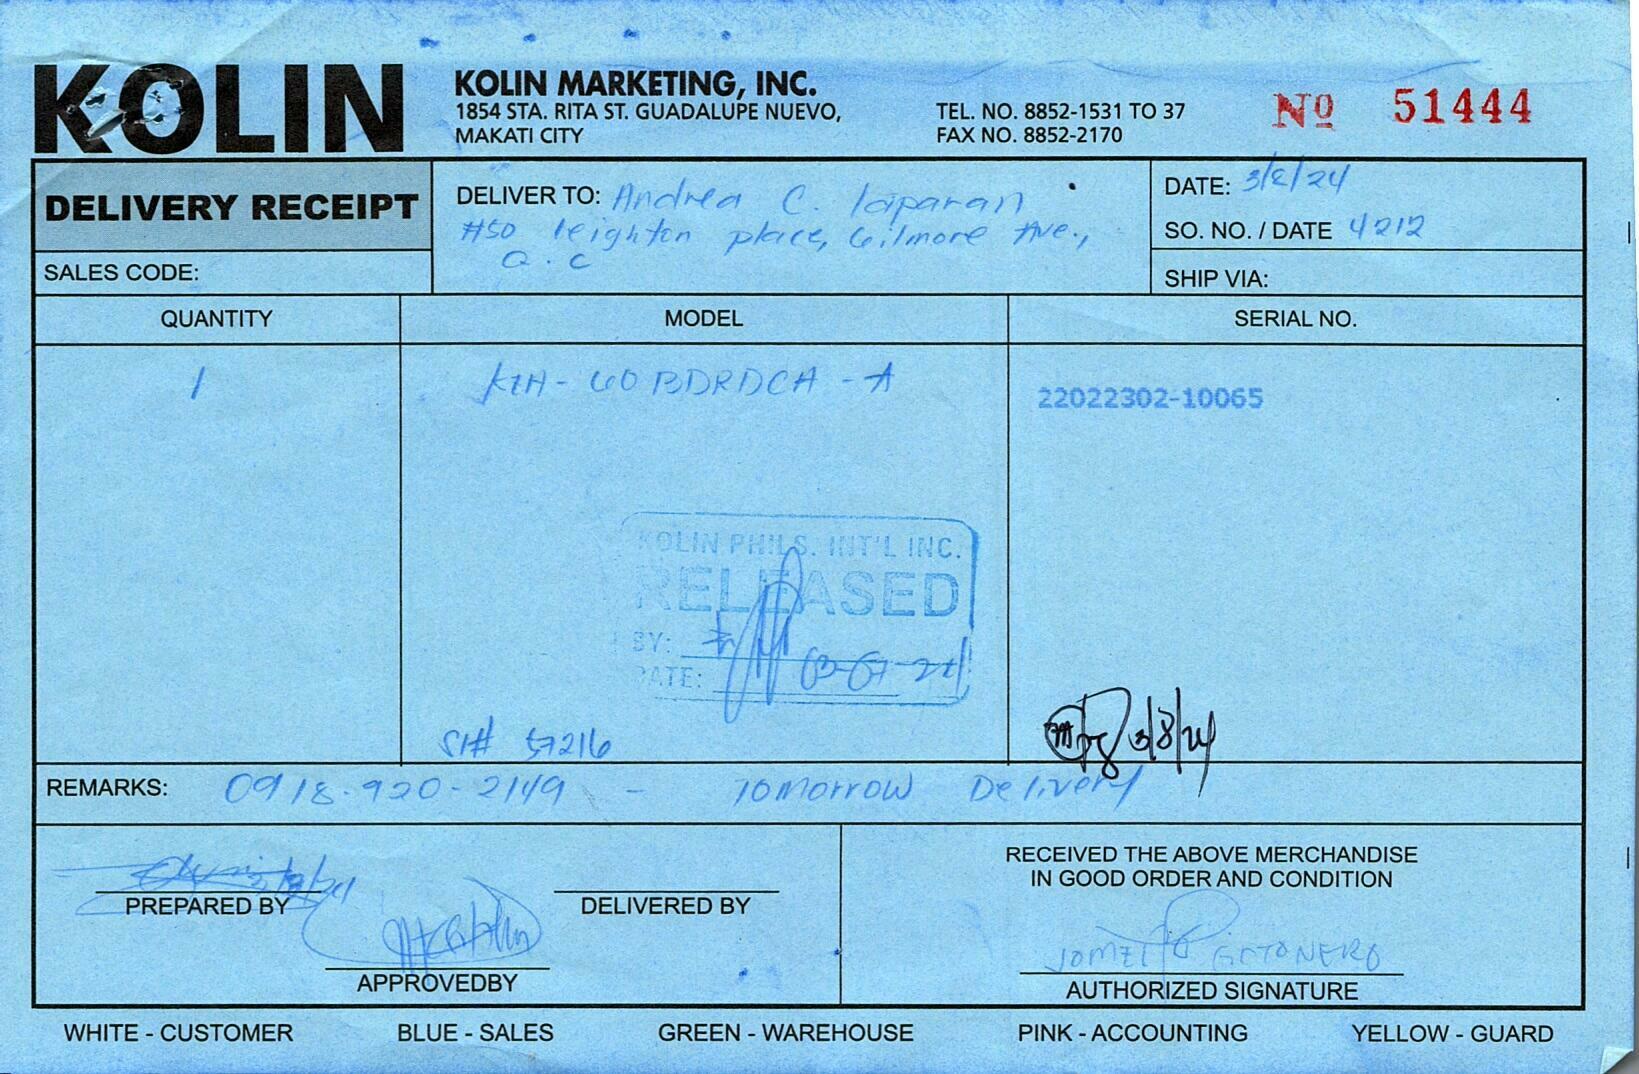 KOLIN
KOLIN MARKETING, INC.
1854 STA. RITA ST. GUADALUPE NUEVO,
MAKATI CITY
TEL. NO. 8852-1531 TO 37
FAX NO. 8852-2170
No 51444
DELIVERY RECEIPT
DELIVER TO: Andrea C.
#50 Leighton place, Gilmore Ave.,
Q.C
DATE: 3/8/24
SO. NO. / DATE 4212
SALES CODE:
SHIP VIA:
QUANTITY MODEL SERIAL NO.
1 22022302-10065
KOLIN PHILS. INT'L INC.
RELEASED
BY:
DATE:
SI# 57216
3/8/24
REMARKS: 0918-920-2149 - Tomorrow Delivery
PREPARED BY
DELIVERED BY
APPROVEDBY
RECEIVED THE ABOVE MERCHANDISE
IN GOOD ORDER AND CONDITION
AUTHORIZED SIGNATURE
WHITE - CUSTOMER BLUE - SALES GREEN - WAREHOUSE PINK - ACCOUNTING YELLOW - GUARD